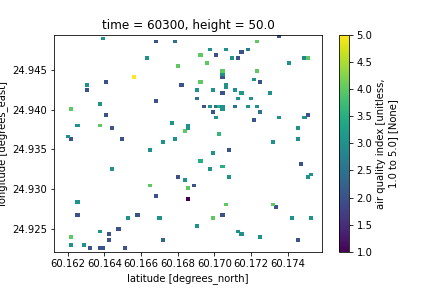 time = 60300, height = 50.0
24.945
24.940
24.935
24.930
24.925
longitude [degrees_east]
60.162 60.164 60.166 60.168 60.170 60.172 60.174
latitude [degrees_north]
5.0
4.5
4.0
3.5
3.0
2.5
2.0
1.5
1.0
air quality index [unitless,
1.0 to 5.0] [None]